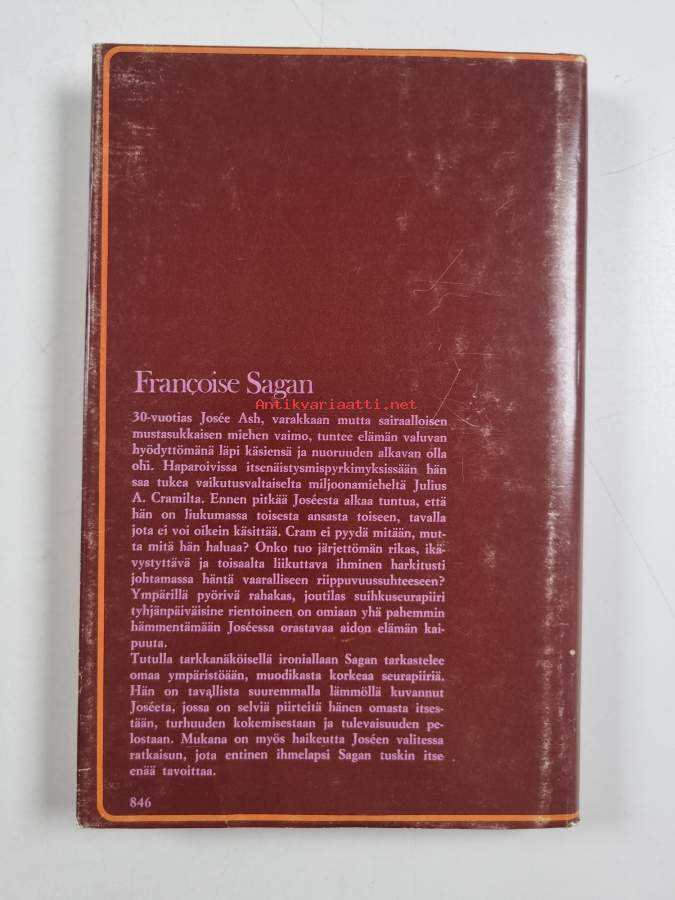 Françoise Sagan
Antikvariaatti.net
30-vuotias Josée Ash, varakkaan mutta sairaalloisen
mustasukkaisen miehen vaimo, tuntee elämän valuvan
hyödyttömänä läpi käsiensä ja nuoruuden alkavan olla
ohi. Haparoivissa itsenäistysmispyrkimyksissään hän
saa tukea vaikutusvaltaiselta miljoonamieheltä Julius
A. Cramilta. Ennen pitkää Joséesta alkaa tuntua, että
hän on liukumassa toisesta ansasta toiseen, tavalla
jota ei voi oikein käsittää. Cram ei pyydä mitään, mut-
ta mitä hän haluaa? Onko tuo järjettömän rikas, ikä-
vystyttävä ja toisaalta liikuttava ihminen harkitusti
johtamassa häntä vaaralliseen riippuvuussuhteeseen?
Ympärillä pyörivä rahakas, joutilas suihkuseurapiiri
tyhjänpäiväisine rientoineen on omiaan yhä pahemmin
hämmentämään Joséessa orastavaa aidon elämän kai-
puuta.
Tutulla tarkkanäköisellä ironiallaan Sagan tarkastelee
omaa ympäristöään, muodikasta korkeaa seurapiiriä.
Hän on tavallista suuremmalla lämmöllä kuvannut
Joséeta, jossa on selviä piirteitä hänen omasta itses-
tään, turhuuden kokemisestaan ja tulevaisuuden pe-
lostaan. Mukana on myös haikeutta Joséen valitessa
ratkaisun, jota entinen ihmelapsi Sagan tuskin itse
enää tavoittaa.
846